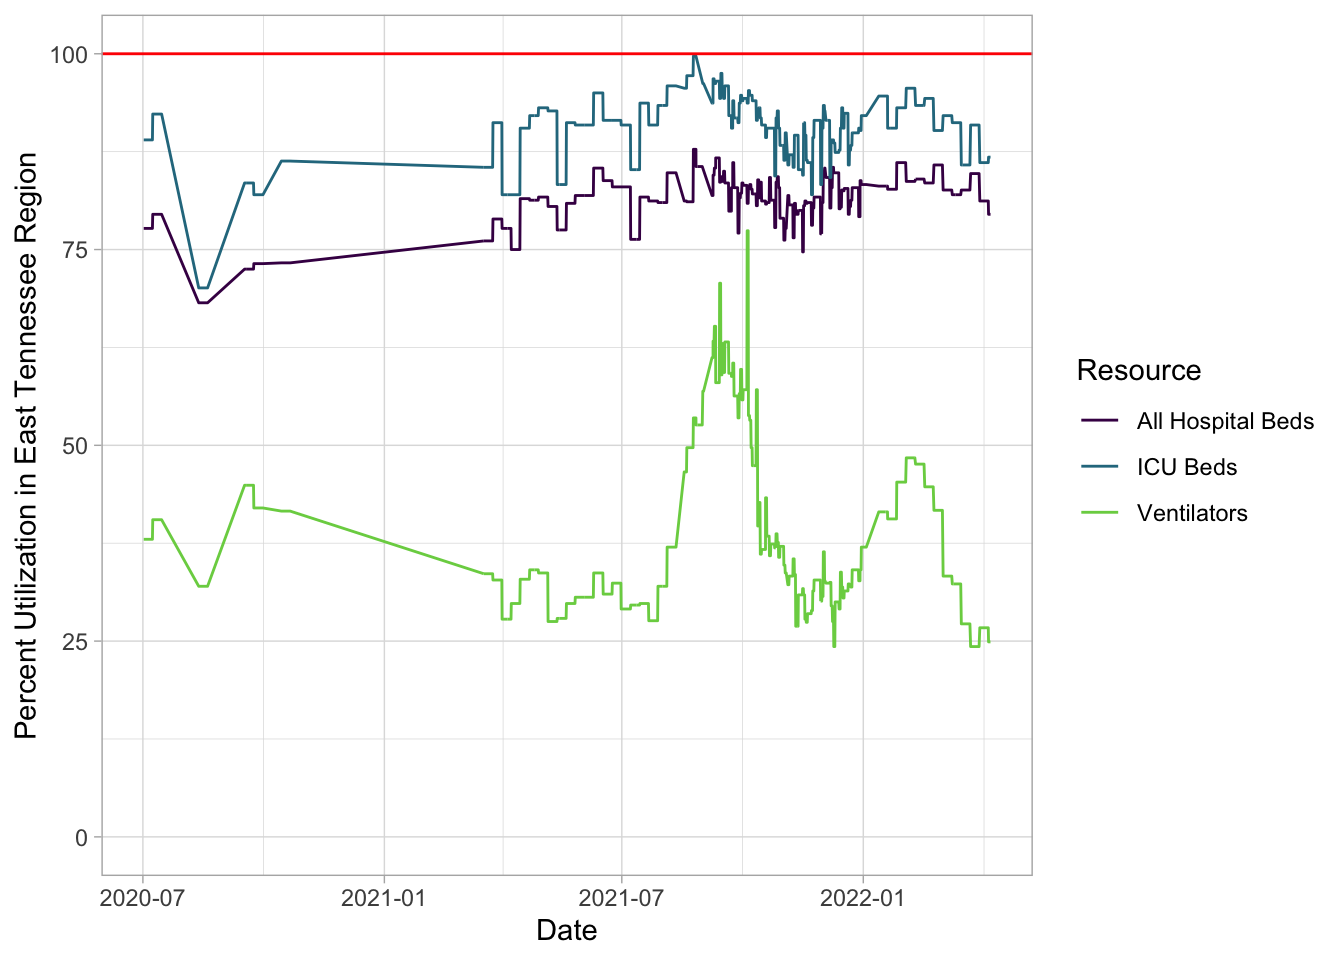 Percent Utilization in East Tennessee Region
100
75
50
25
0
2020-07
2021-01
2021-07
2022-01
Date
Resource
All Hospital Beds
ICU Beds
Ventilators